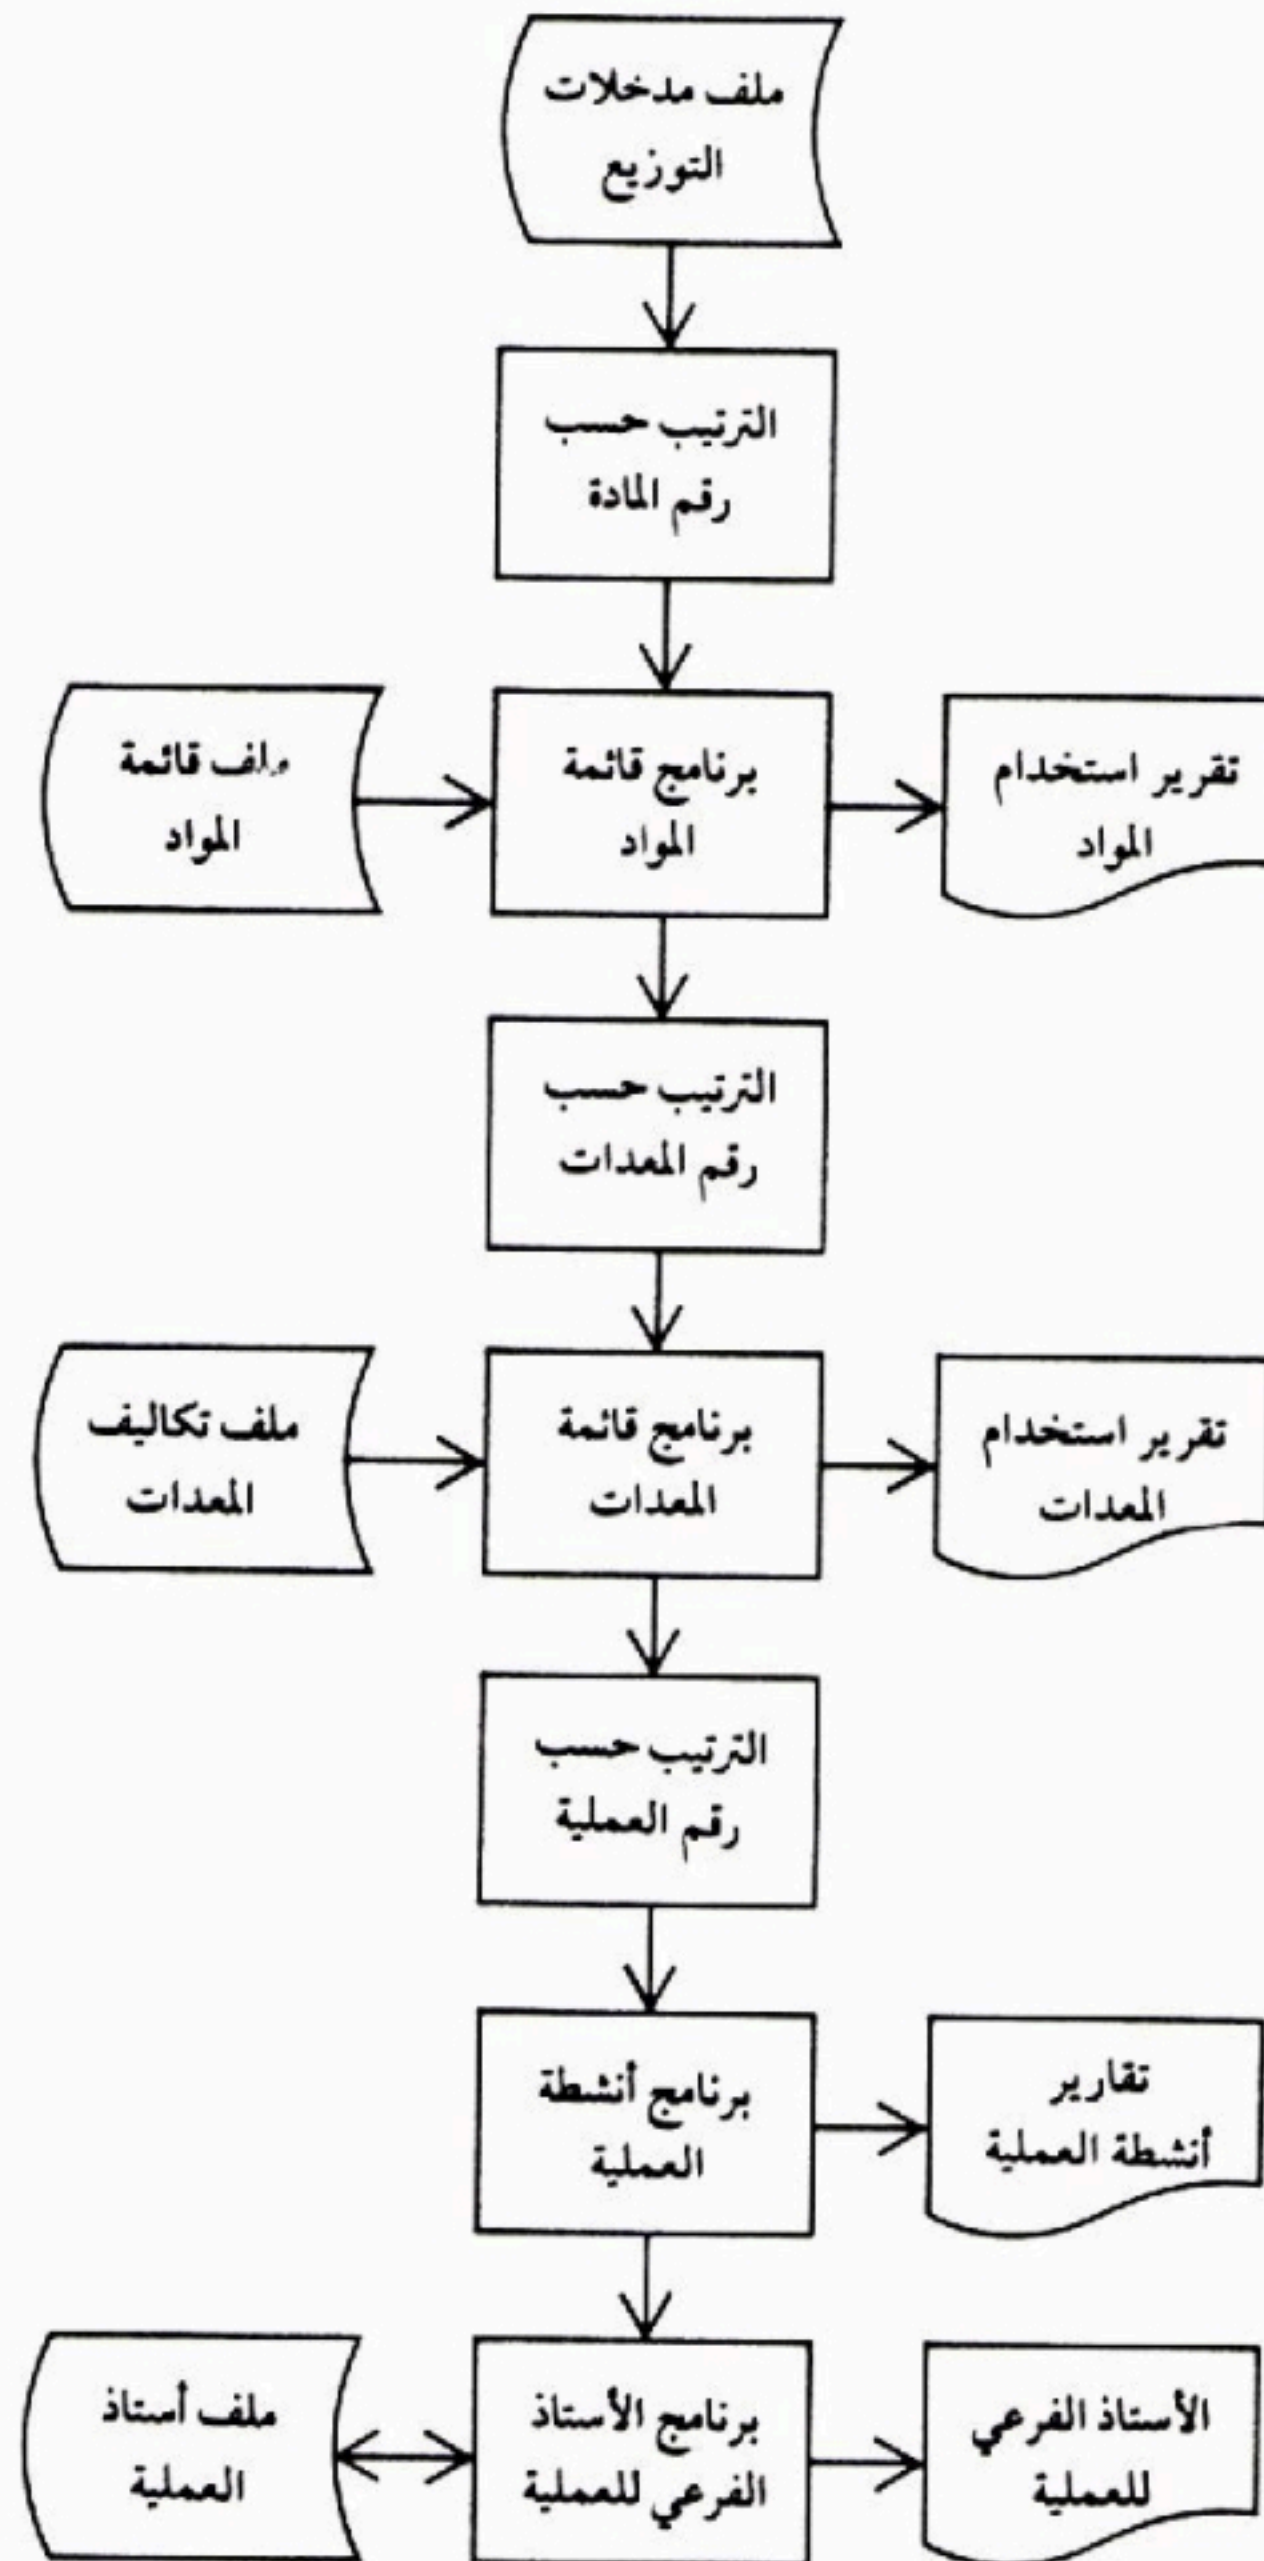 ملف مدخلات
التوزيع
الترتيب حسب
رقم المادة
ملف قائمة
المواد
برنامج قائمة
المواد
تقرير استخدام
المواد
الترتيب حسب
رقم المعدات
ملف تكاليف
المعدات
برنامج قائمة
المعدات
تقرير استخدام
المعدات
الترتيب حسب
رقم العملية
برنامج أنشطة
العملية
تقارير
أنشطة العملية
ملف أستاذ
العملية
برنامج الأستاذ
الفرعي للعملية
الأستاذ الفرعي
للعملية